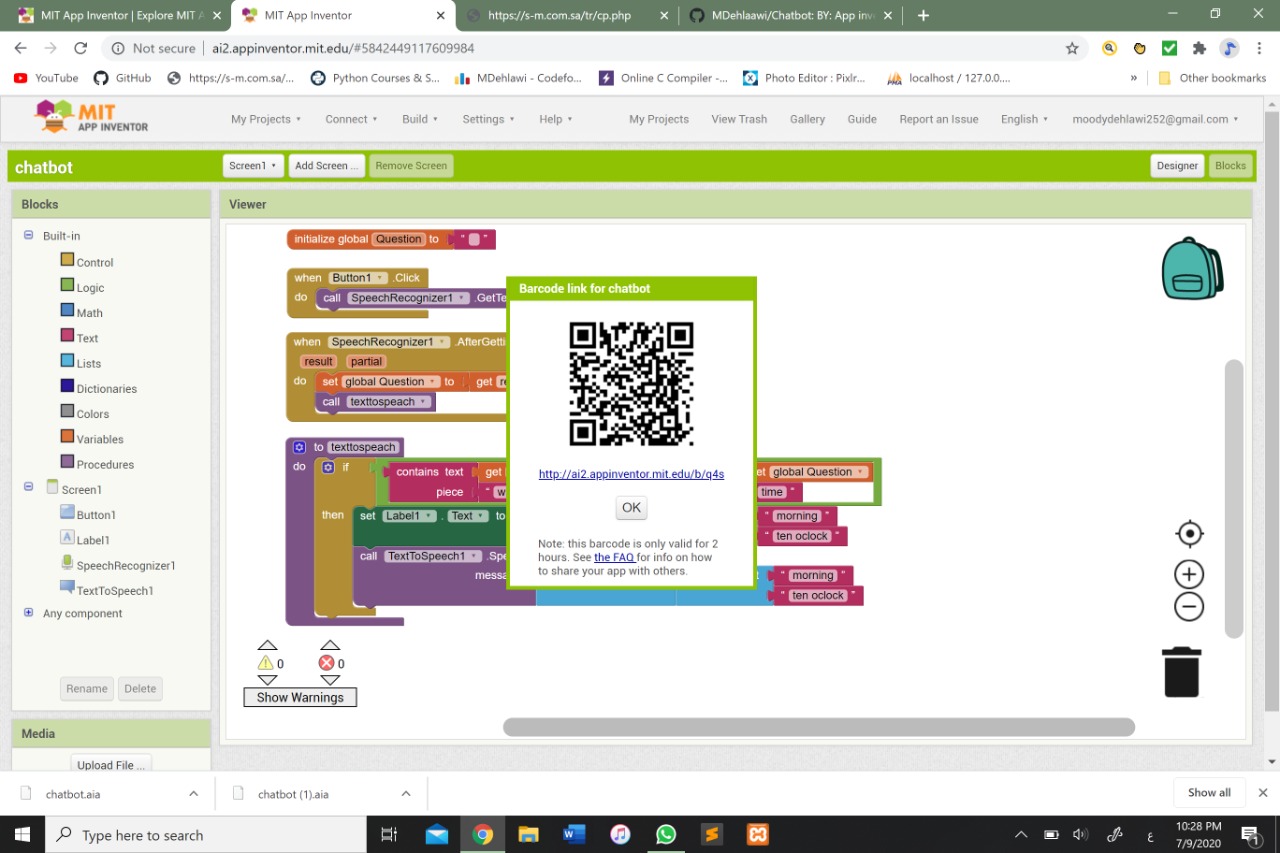 MIT App Inventor | Explore MIT A
MIT App Inventor
https://s-m.com.sa/tr/cp.php
MDehlaawi/Chatbot: BY: App inv
Not secure
ai2.appinventor.mit.edu/#5842449117609984
YouTube
GitHub
https://s-m.com.sa/...
Python Courses & S...
MDehlawi - Codefo...
Online C Compiler -...
Photo Editor : Pixlr...
localhost / 127.0.0....
»
Other bookmarks
MIT
APP INVENTOR
My Projects
Connect
Build
Settings
Help
My Projects
View Trash
Gallery
Guide
Report an Issue
English
moodydehlawi252@gmail.com
chatbot
Screen1
Add Screen ...
Remove Screen
Designer
Blocks
Blocks
Viewer
Built-in
Control
Logic
Math
Text
Lists
Dictionaries
Colors
Variables
Procedures
Screen1
Button1
Label1
SpeechRecognizer1
TextToSpeech1
Any component
Rename
Delete
Media
Upload File ...
initialize global Question to " "
when Button1 .Click
do call SpeechRecognizer1 .GetTe
when SpeechRecognizer1 .AfterGetti
result partial
do set global Question to get re
call texttospeach
to texttospeach
do if contains text get
et global Question
piece " w
time "
then set Label1 . Text to
" morning "
" ten oclock "
call TextToSpeech1 .Spe
messa
" morning "
" ten oclock "
Barcode link for chatbot
http://ai2.appinventor.mit.edu/b/q4s
OK
Note: this barcode is only valid for 2
hours. See the FAQ for info on how
to share your app with others.
0
0
Show Warnings
chatbot.aia
chatbot (1).aia
Show all
Type here to search
ع
10:28 PM
7/9/2020
1